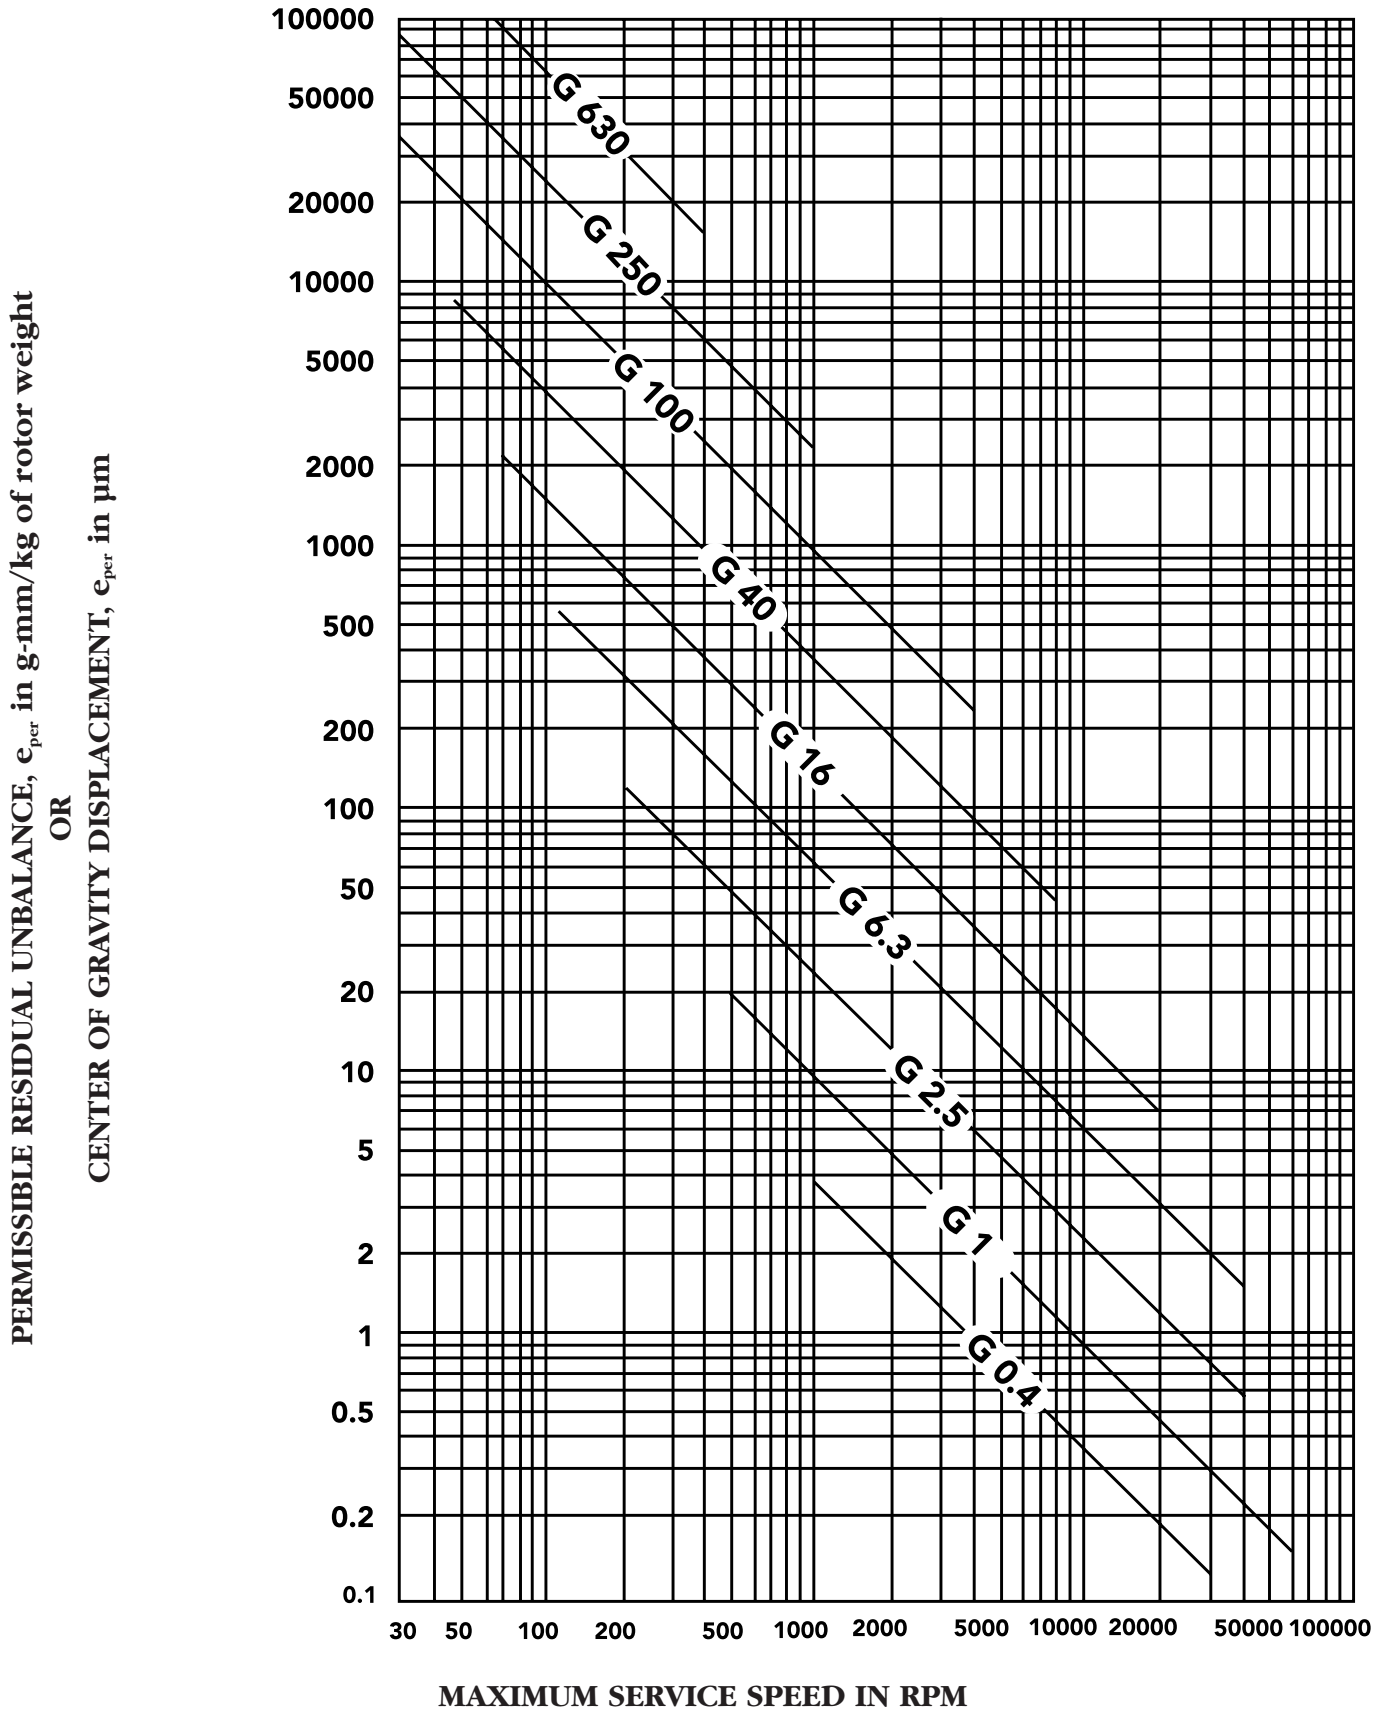 PERMISSIBLE RESIDUAL UNBALANCE, eper in g-mm/kg of rotor weight
OR
CENTER OF GRAVITY DISPLACEMENT, eper in µm
100000
50000
20000
10000
5000
2000
1000
500
200
100
50
20
10
5
2
1
0.5
0.2
0.1
G 630
G 250
G 100
G 40
G 16
G 6.3
G 2.5
G 1
G 0.4
30 50 100 200 500 1000 2000 5000 10000 20000 50000 100000
MAXIMUM SERVICE SPEED IN RPM